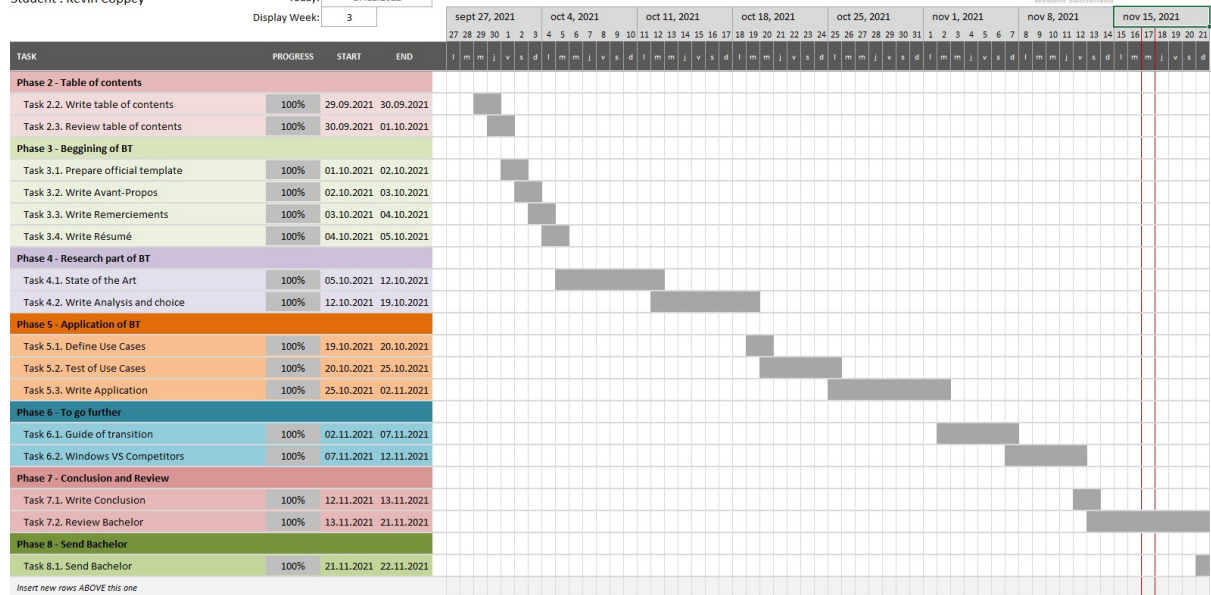 Student : Kevin Coppey
Today:
Western Switzerland
Display Week: 3
sept 27, 2021 oct 4, 2021 oct 11, 2021 oct 18, 2021 oct 25, 2021 nov 1, 2021 nov 8, 2021 nov 15, 2021
27 28 29 30 1 2 3 4 5 6 7 8 9 10 11 12 13 14 15 16 17 18 19 20 21 22 23 24 25 26 27 28 29 30 31 1 2 3 4 5 6 7 8 9 10 11 12 13 14 15 16 17 18 19 20 21
TASK PROGRESS START END l m m j v s d l m m j v s d l m m j v s d l m m j v s d l m m j v s d l m m j v s d l m m j v s d l m m j v s d
Phase 2 - Table of contents
Task 2.2. Write table of contents 100% 29.09.2021 30.09.2021
Task 2.3. Review table of contents 100% 30.09.2021 01.10.2021
Phase 3 - Beggining of BT
Task 3.1. Prepare official template 100% 01.10.2021 02.10.2021
Task 3.2. Write Avant-Propos 100% 02.10.2021 03.10.2021
Task 3.3. Write Remerciements 100% 03.10.2021 04.10.2021
Task 3.4. Write Résumé 100% 04.10.2021 05.10.2021
Phase 4 - Research part of BT
Task 4.1. State of the Art 100% 05.10.2021 12.10.2021
Task 4.2. Write Analysis and choice 100% 12.10.2021 19.10.2021
Phase 5 - Application of BT
Task 5.1. Define Use Cases 100% 19.10.2021 20.10.2021
Task 5.2. Test of Use Cases 100% 20.10.2021 25.10.2021
Task 5.3. Write Application 100% 25.10.2021 02.11.2021
Phase 6 - To go further
Task 6.1. Guide of transition 100% 02.11.2021 07.11.2021
Task 6.2. Windows VS Competitors 100% 07.11.2021 12.11.2021
Phase 7 - Conclusion and Review
Task 7.1. Write Conclusion 100% 12.11.2021 13.11.2021
Task 7.2. Review Bachelor 100% 13.11.2021 21.11.2021
Phase 8 - Send Bachelor
Task 8.1. Send Bachelor 100% 21.11.2021 22.11.2021
Insert new rows ABOVE this one